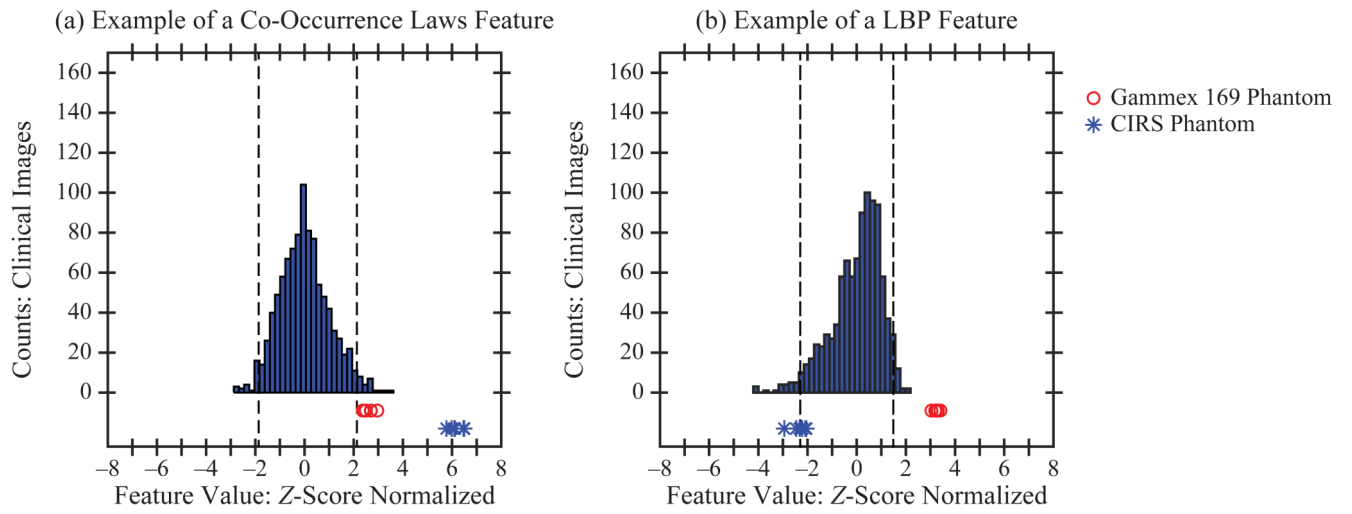 (a) Example of a Co-Occurrence Laws Feature
160
140
120
100
80
60
40
20
0
Counts: Clinical Images
–8 –6 –4 –2 0 2 4 6 8
Feature Value: Z-Score Normalized
(b) Example of a LBP Feature
160
140
120
100
80
60
40
20
0
Counts: Clinical Images
–8 –6 –4 –2 0 2 4 6 8
Feature Value: Z-Score Normalized
Gammex 169 Phantom
CIRS Phantom